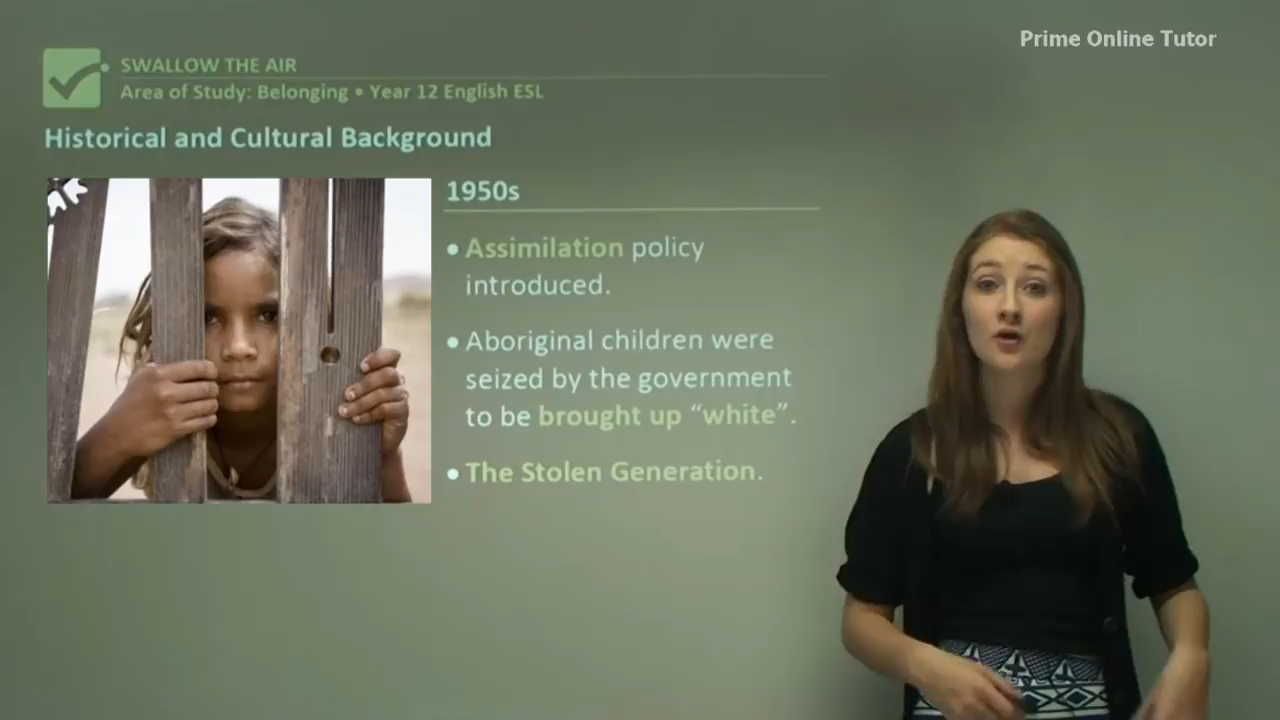 Prime Online Tutor
SWALLOW THE AIR
Area of Study: Belonging • Year 12 English ESL
Historical and Cultural Background
1950s
• Assimilation policy
introduced.
• Aboriginal children were
seized by the government
to be brought up “white”.
• The Stolen Generation.